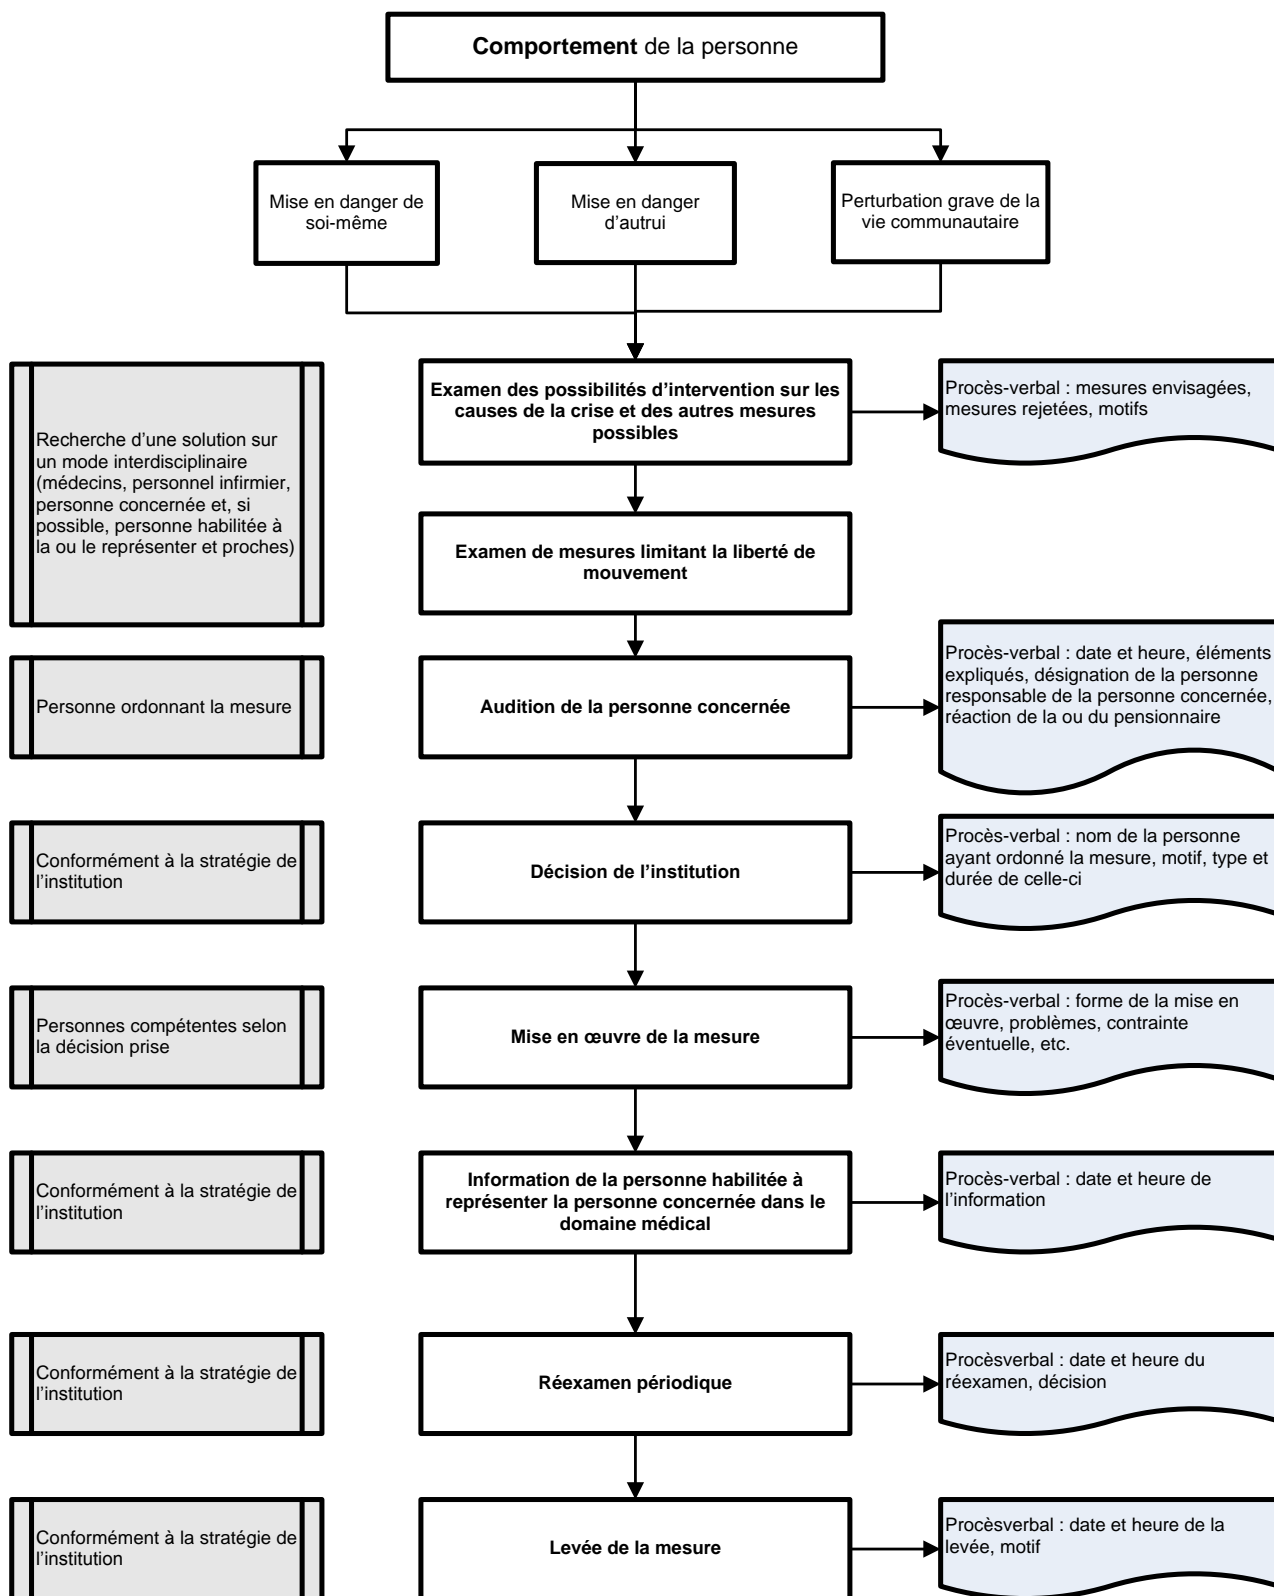 Comportement de la personne
Mise en danger de
soi-même
Mise en danger
d’autrui
Perturbation grave de la
vie communautaire
Recherche d’une solution sur
un mode interdisciplinaire
(médecins, personnel infirmier,
personne concernée et, si
possible, personne habilitée à
la ou le représenter et proches)
Examen des possibilités d’intervention sur les
causes de la crise et des autres mesures
possibles
Procès-verbal : mesures envisagées,
mesures rejetées, motifs
Examen de mesures limitant la liberté de
mouvement
Personne ordonnant la mesure
Audition de la personne concernée
Procès-verbal : date et heure, éléments
expliqués, désignation de la personne
responsable de la personne concernée,
réaction de la ou du pensionnaire
Conformément à la stratégie de
l’institution
Décision de l’institution
Procès-verbal : nom de la personne
ayant ordonné la mesure, motif, type et
durée de celle-ci
Personnes compétentes selon
la décision prise
Mise en œuvre de la mesure
Procès-verbal : forme de la mise en
œuvre, problèmes, contrainte
éventuelle, etc.
Conformément à la stratégie de
l’institution
Information de la personne habilitée à
représenter la personne concernée dans le
domaine médical
Procès-verbal : date et heure de
l’information
Conformément à la stratégie de
l’institution
Réexamen périodique
Procèsverbal : date et heure du
réexamen, décision
Conformément à la stratégie de
l’institution
Levée de la mesure
Procèsverbal : date et heure de la
levée, motif